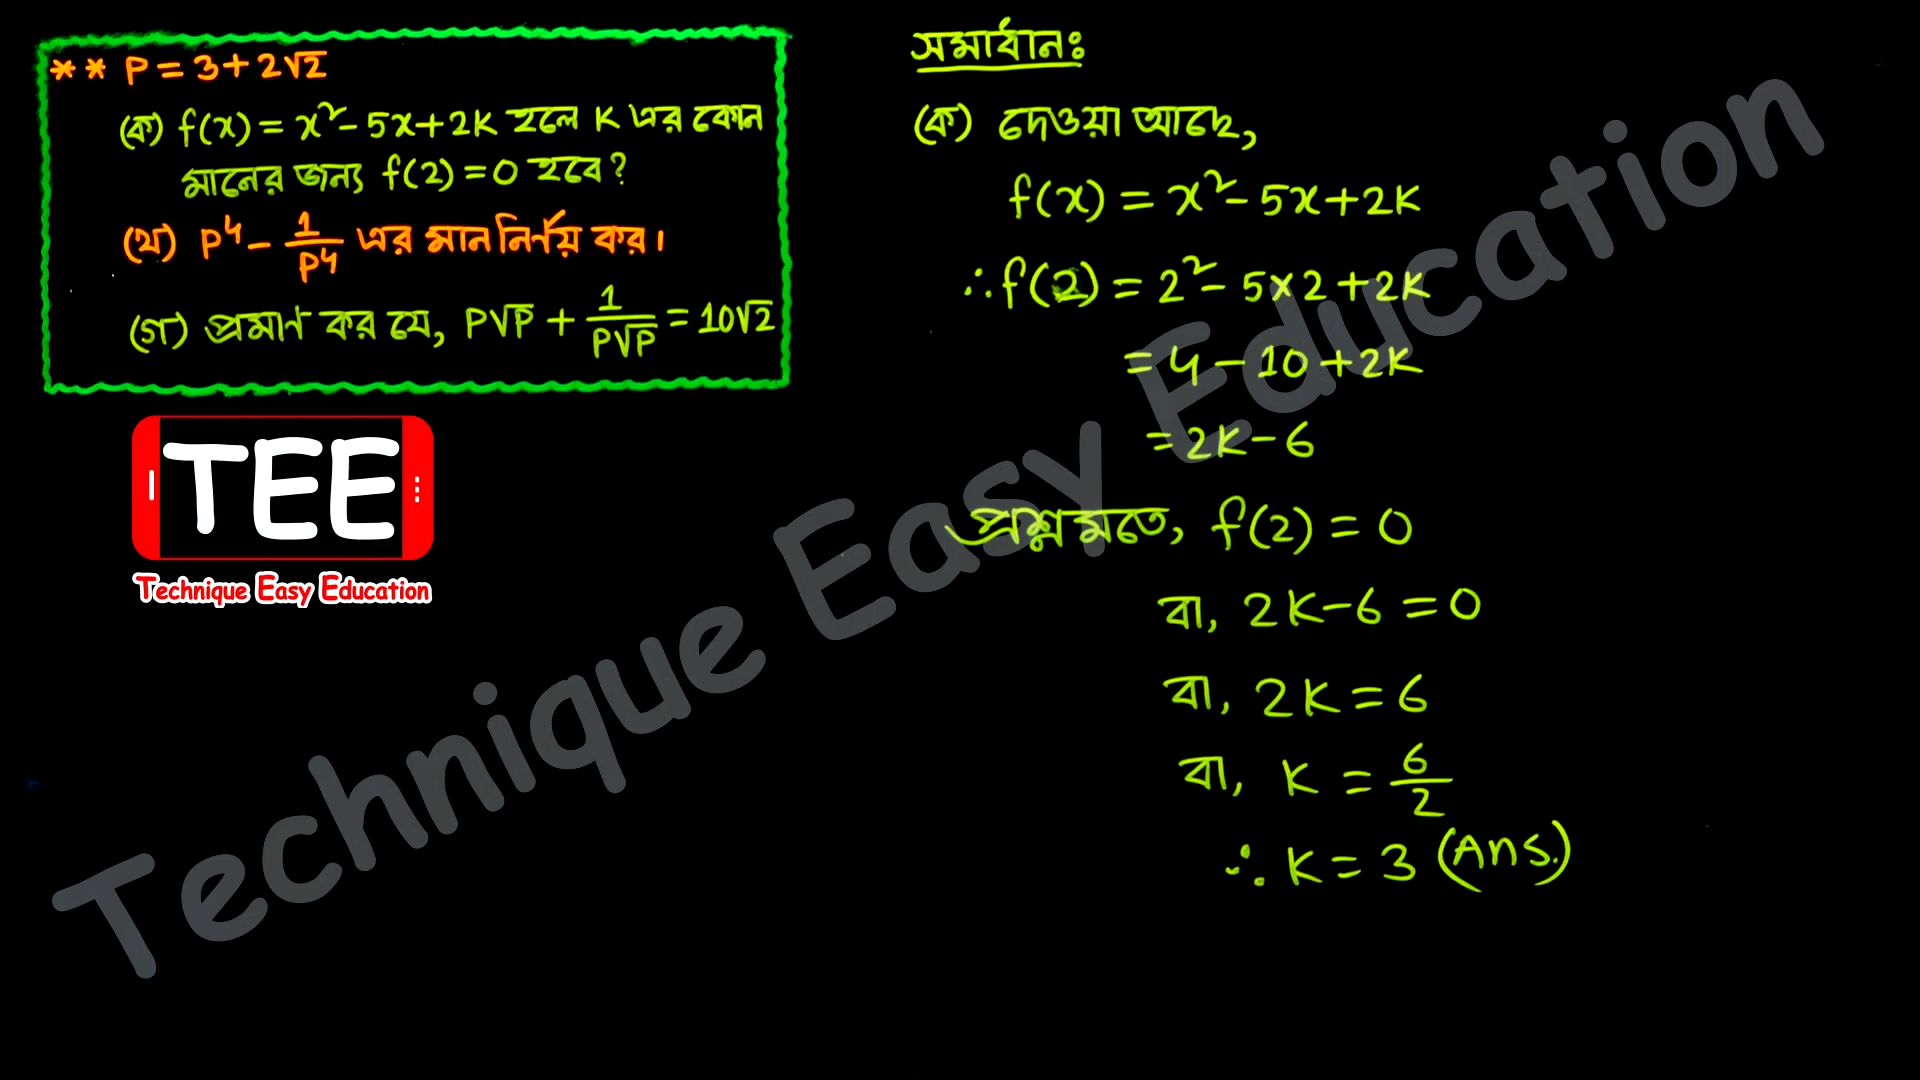 ** P = 3 + 2√2
(ক) f(x) = x² - 5x + 2K হলে K এর কোন
মানের জন্য f(2) = 0 হবে?
(খ) P⁴ - 1/P⁴ এর মান নির্ণয় কর।
(গ) প্রমাণ কর যে, P√P + 1/P√P = 10√2
TEE
Technique Easy Education
সমাধানঃ
(ক) দেওয়া আছে,
f(x) = x² - 5x + 2K
∴ f(2) = 2² - 5×2 + 2K
= 4 - 10 + 2K
= 2K - 6
প্রশ্নমতে, f(2) = 0
বা, 2K - 6 = 0
বা, 2K = 6
বা, K = 6/2
∴ K = 3 (Ans.)
Technique Easy Education